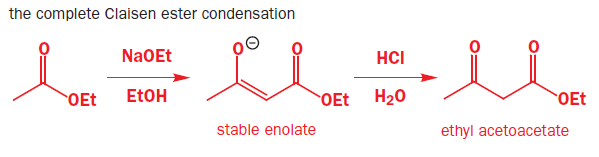 the complete Claisen ester condensation
O
OEt
NaOEt
EtOH
O⊖ O
OEt
stable enolate
HCl
H₂O
O O
OEt
ethyl acetoacetate